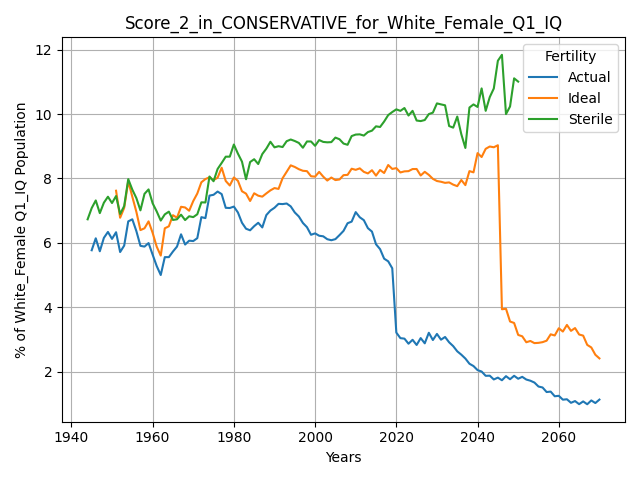 Score_2_in_CONSERVATIVE_for_White_Female_Q1_IQ
% of White_Female Q1_IQ Population
12
10
8
6
4
2
Fertility
Actual
Ideal
Sterile
1940 1960 1980 2000 2020 2040 2060
Years